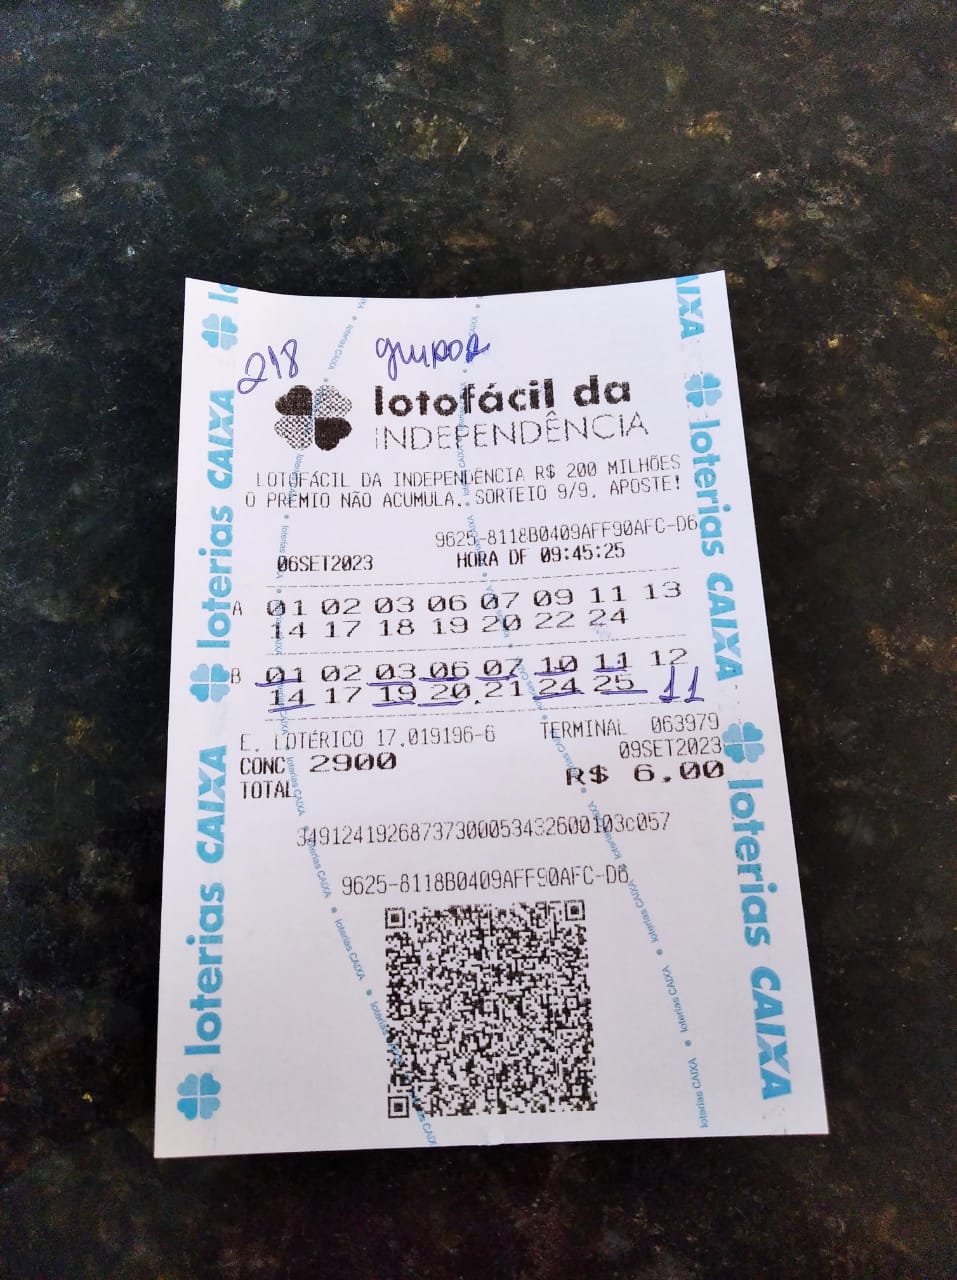 218 grupos
lotofácil da
INDEPENDÊNCIA
LOTOFÁCIL DA INDEPENDÊNCIA R$ 200 MILHÕES
O PRÊMIO NÃO ACUMULA. SORTEIO 9/9. APOSTE!
9625-8118B0409AFF90AFC-D6
06SET2023 HORA DF 09:45:25
A 01 02 03 06 07 09 11 13
14 17 18 19 20 22 24
B 01 02 03 06 07 10 11 12
14 17 19 20 21 24 25 11
E. LOTÉRICO 17.019196-6 TERMINAL 063979
09SET2023
CONC 2900
TOTAL R$ 6,00
34912419268737300053432600103c057
9625-8118B0409AFF90AFC-D6
loterias CAIXA
loterias CAIXA
loterias CAIXA
loterias CAIXA